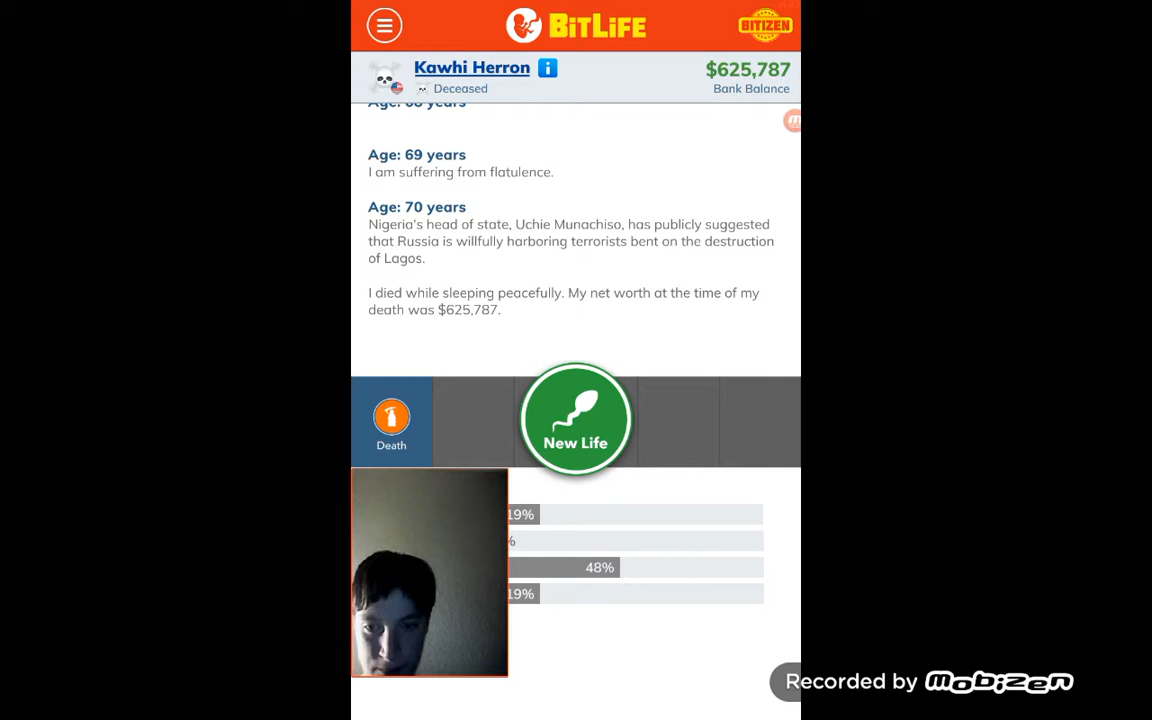 BitLife
BITIZEN
Kawhi Herron i
$625,787
Deceased
Bank Balance
Age: 69 years
I am suffering from flatulence.
Age: 70 years
Nigeria's head of state, Uchie Munachiso, has publicly suggested
that Russia is willfully harboring terrorists bent on the destruction
of Lagos.
I died while sleeping peacefully. My net worth at the time of my
death was $625,787.
Death
New Life
19%
%
48%
19%
Recorded by mobizen